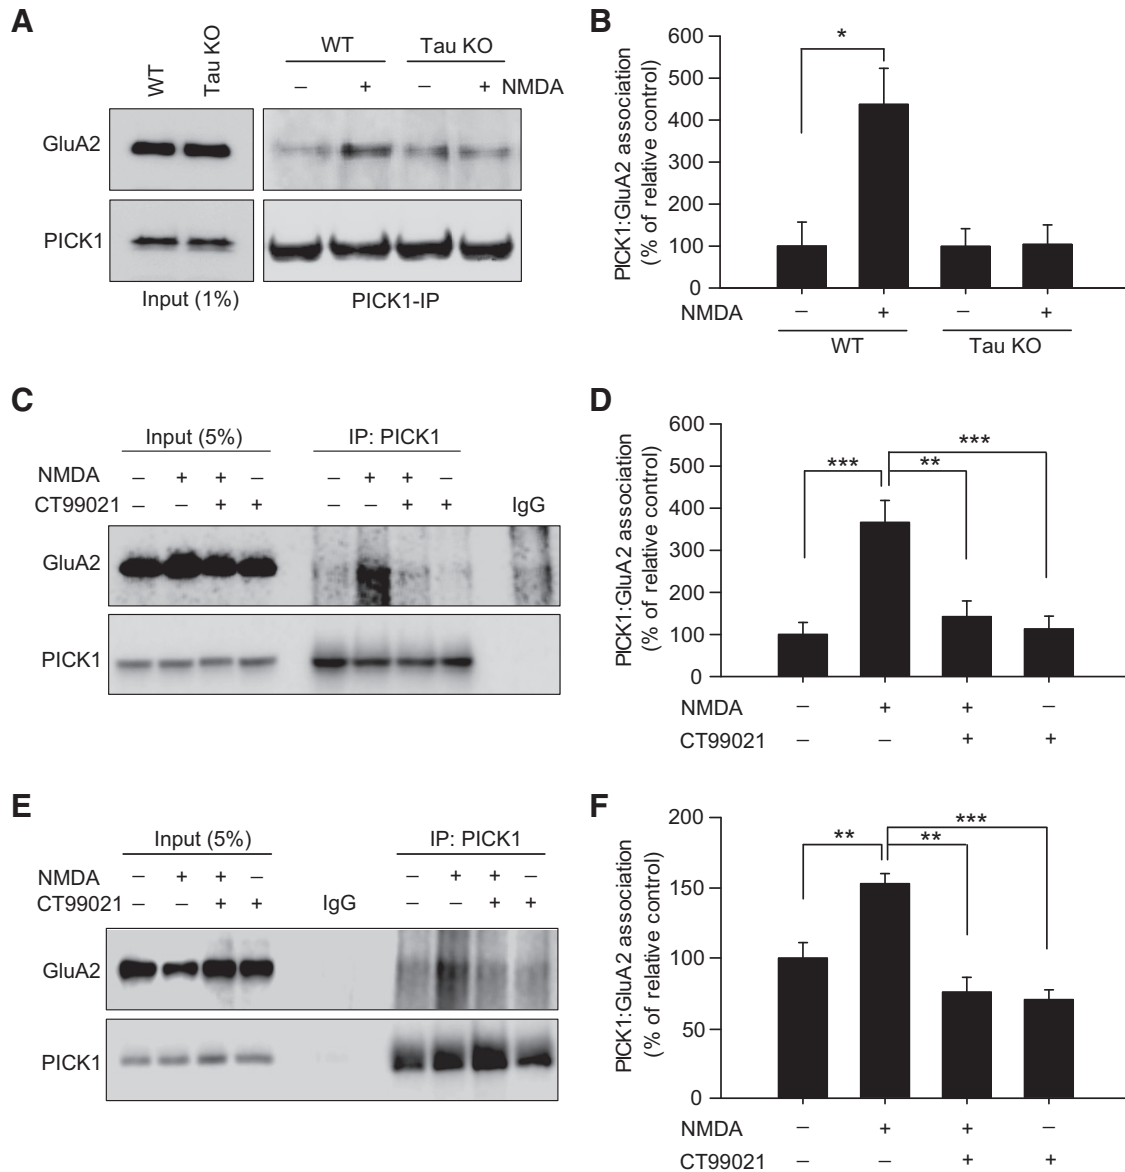 A
WT
Tau KO
WT
Tau KO
– + – + NMDA
GluA2
PICK1
Input (1%)
PICK1-IP
B
PICK1:GluA2 association
(% of relative control)
600
500
400
300
200
100
0
*
NMDA – + – +
WT
Tau KO
C
Input (5%)
IP: PICK1
NMDA – + + – – + + –
CT99021 – – + + – – + + IgG
GluA2
PICK1
D
PICK1:GluA2 association
(% of relative control)
600
500
400
300
200
100
0
***
**
***
NMDA – + + –
CT99021 – – + +
E
Input (5%)
IP: PICK1
NMDA – + + – – + + –
CT99021 – – + + IgG – – + +
GluA2
PICK1
F
PICK1:GluA2 association
(% of relative control)
200
150
100
50
0
**
**
***
NMDA – + + –
CT99021 – – + +